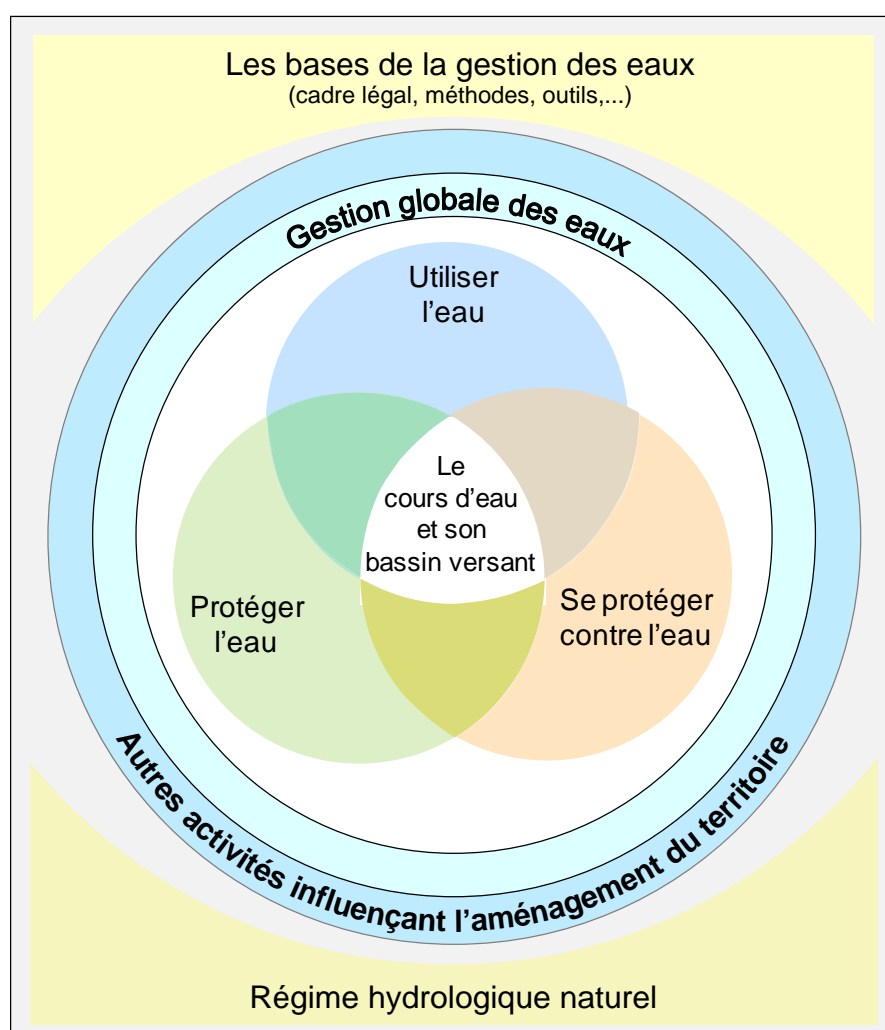 Les bases de la gestion des eaux
(cadre légal, méthodes, outils,...)
Gestion globale des eaux
Utiliser
l'eau
Le
cours d'eau
et son
bassin versant
Protéger
l'eau
Se protéger
contre l'eau
Autres activités influençant l'aménagement du territoire
Régime hydrologique naturel